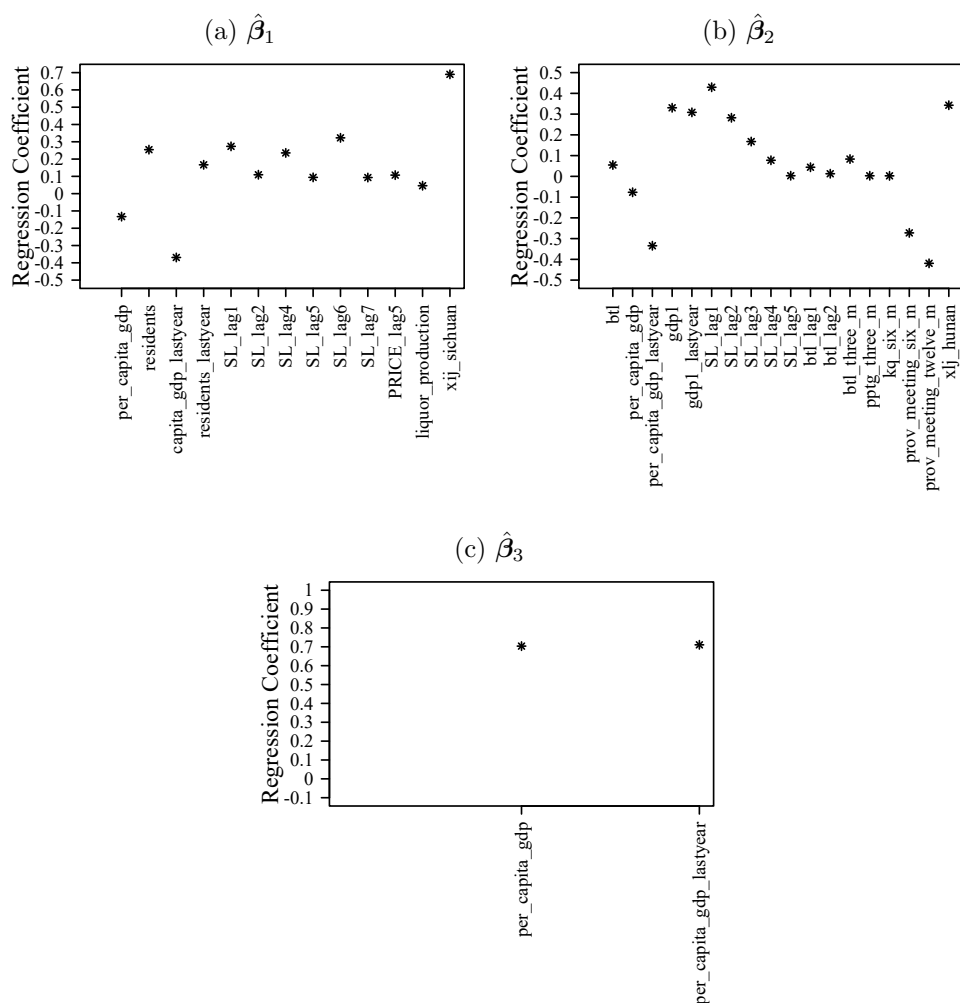 (a) β̂₁
Regression Coefficient
0.7
0.6
0.5
0.4
0.3
0.2
0.1
0
-0.1
-0.2
-0.3
-0.4
-0.5
per_capita_gdp
residents
capita_gdp_lastyear
residents_lastyear
SL_lag1
SL_lag2
SL_lag4
SL_lag5
SL_lag6
SL_lag7
PRICE_lag5
liquor_production
xij_sichuan
(b) β̂₂
Regression Coefficient
0.5
0.4
0.3
0.2
0.1
0
-0.1
-0.2
-0.3
-0.4
-0.5
btl
per_capita_gdp
per_capita_gdp_lastyear
gdp1
gdp1_lastyear
SL_lag1
SL_lag2
SL_lag3
SL_lag4
SL_lag5
btl_lag1
btl_lag2
btl_three_m
pptg_three_m
kq_six_m
prov_meeting_six_m
prov_meeting_twelve_m
xlj_hunan
(c) β̂₃
Regression Coefficient
1
0.9
0.8
0.7
0.6
0.5
0.4
0.3
0.2
0.1
0
-0.1
per_capita_gdp
per_capita_gdp_lastyear